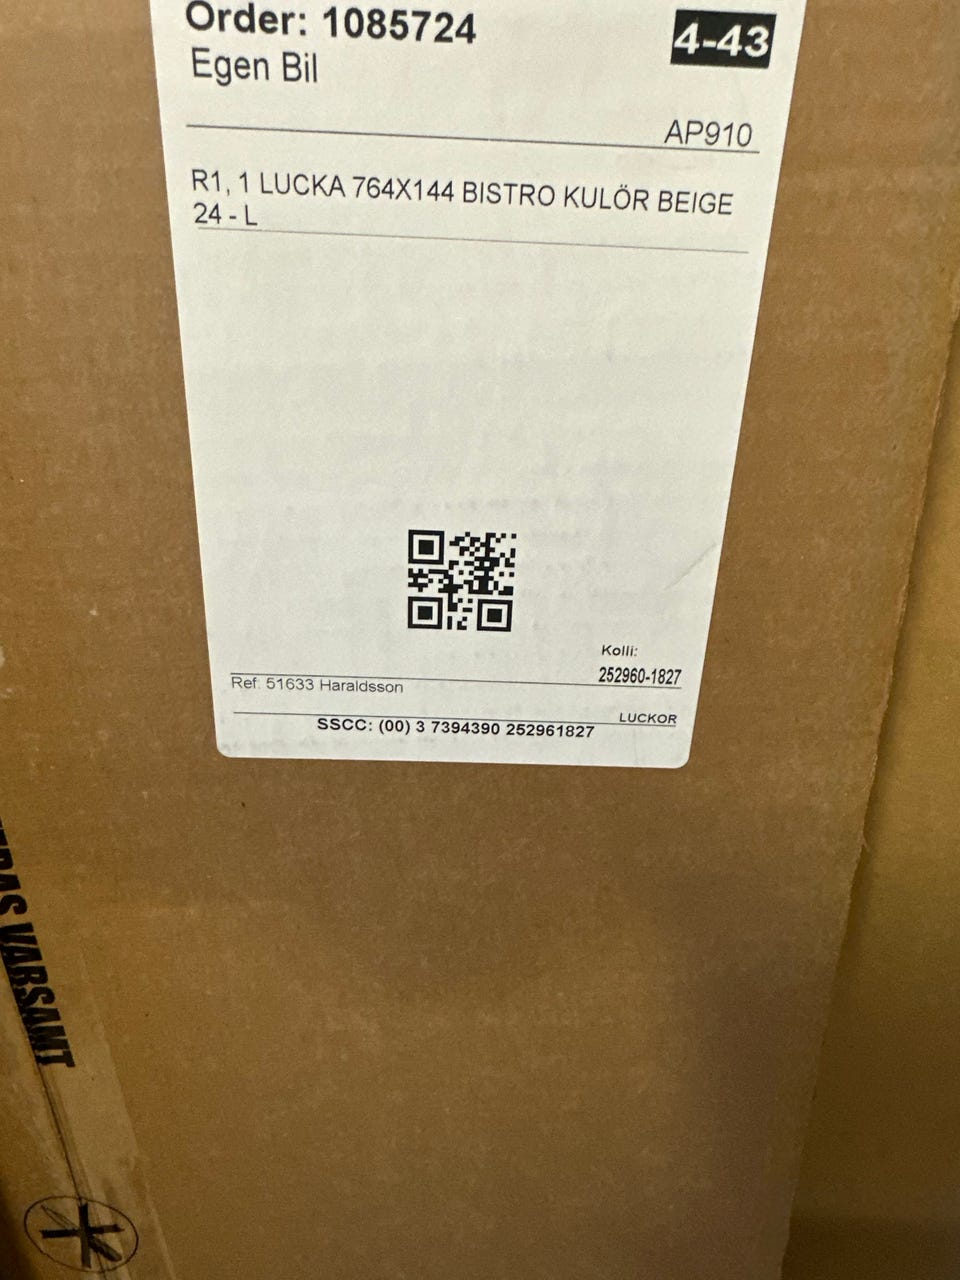 Order: 1085724
4-43
Egen Bil
AP910
R1, 1 LUCKA 764X144 BISTRO KULÖR BEIGE
24 - L
Kolli:
252960-1827
Ref: 51633 Haraldsson
LUCKOR
SSCC: (00) 3 7394390 252961827
VARSAMT